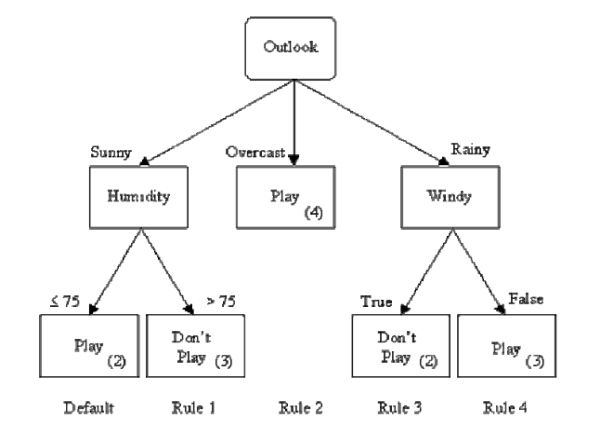 Outlook
Sunny
Overcast
Rainy
Humidity
Play
(4)
Windy
≤ 75
> 75
True
False
Play
(2)
Don't
Play (3)
Don't
Play (2)
Play
(3)
Default
Rule 1
Rule 2
Rule 3
Rule 4